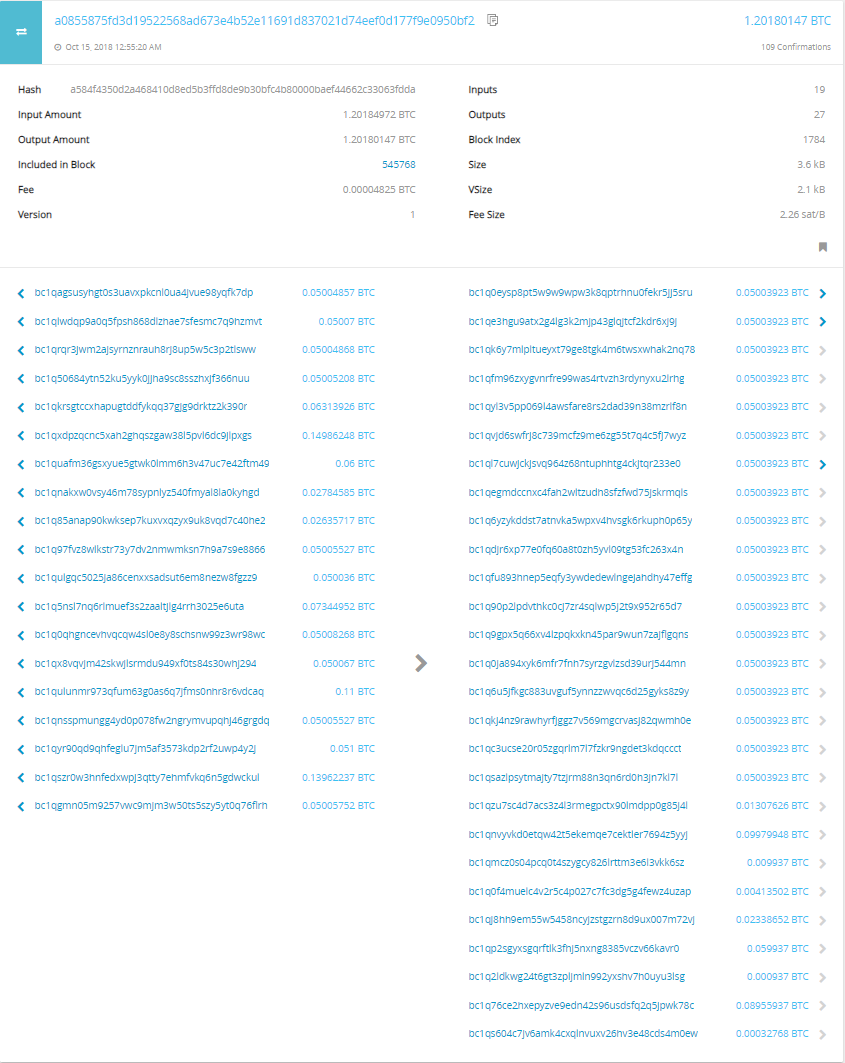 a0855875fd3d19522568ad673e4b52e11691d837021d74eef0d177f9e0950bf2 1.20180147 BTC
Oct 15, 2018 12:55:20 AM 109 Confirmations
Hash a584f4350d2a468410d8ed5b3ffd8de9b30bfc4b80000baef44662c33063fdda Inputs 19
Input Amount 1.20184972 BTC Outputs 27
Output Amount 1.20180147 BTC Block Index 1784
Included in Block 545768 Size 3.6 kB
Fee 0.00004825 BTC VSize 2.1 kB
Version 1 Fee Size 2.26 sat/B
bc1qagsusyhgt0s3uavxpkcnl0ua4jvue98yqfk7dp 0.05004857 BTC bc1q0eysp8pt5w9w9wpw3k8qptrhnu0fekr5jj5sru 0.05003923 BTC
bc1qlwdqp9a0q5fpsh868dlzhae7sfesmc7q9hzmvt 0.05007 BTC bc1qe3hgu9atx2g4lg3k2mjp43glqjtcf2kdr6xj9j 0.05003923 BTC
bc1qrqr3jwm2ajsyrnznrauh8rj8up5w5c3p2tlsww 0.05004868 BTC bc1qk6y7mlpltueyxt79ge8tgk4m6twsxwhak2nq78 0.05003923 BTC
bc1q50684ytn52ku5yyk0jjha9sc8sszhxjf366nuu 0.05005208 BTC bc1qfm96zxygvnrfre99was4rtvzh3rdynyxu2lrhg 0.05003923 BTC
bc1qkrsgtccxhapugtddfykqq37gjg9drktz2k390r 0.06313926 BTC bc1qyl3v5pp069l4awsfare8rs2dad39n38mzrlf8n 0.05003923 BTC
bc1qxdpzqcnc5xah2ghqszgaw38l5pvl6dc9jlpxgs 0.14986248 BTC bc1qvjd6swfrj8c739mcfz9me6zg55t7q4c5fj7wyz 0.05003923 BTC
bc1quafm36gsxyue5gtwk0lmm6h3v47uc7e42ftm49 0.06 BTC bc1ql7cuwjckjsvq964z68ntuphhtg4ckjtqr233e0 0.05003923 BTC
bc1qnakxw0vsy46m78sypnlyz540fmyal8la0kyngd 0.02784585 BTC bc1qegmdccnxc4fah2wltzudh8sfzfwd75jskrmqls 0.05003923 BTC
bc1q85anap90kwksep7kuxvxqzyx9uk8vqd7c40he2 0.02635717 BTC bc1q6yzykddst7atnvka5wpxv4hvsgk6rkuph0p65y 0.05003923 BTC
bc1q97fvz8wlkstr73y7dv2nmwmksn7h9a7s9e8866 0.05005527 BTC bc1qdjr6xp77e0fq60a8t0zh5yvl09tg53fc263x4n 0.05003923 BTC
bc1qulgqc5025ja86cenxxsadsut6em8nezw8fgzz9 0.050036 BTC bc1qfu893hnep5eqfy3ywdedewlngejahdhy47effg 0.05003923 BTC
bc1q5nsl7nq6rlmuef3s2zaaltjlg4rrh3025e6uta 0.07344952 BTC bc1q90p2lpdvthkc0cj7zr4sqlwp5j2t9x952r65d7 0.05003923 BTC
bc1q0qhgncevhvqcqw4sl0e8y8schsnw99z3wr98wc 0.05008268 BTC bc1q9gpx5q66xv4lzpqkxkn45par9wun7zajflgqns 0.05003923 BTC
bc1qx8vqvjm42skwjlsrmdu949xf0ts84s30whj294 0.050067 BTC bc1q0ja894xyk6mfr7fnh7syrzgvlzsd39urj544mn 0.05003923 BTC
bc1qulunmr973qfum63g0as6q7jfms0nhr8r6vdcaq 0.11 BTC bc1q6u5jfkgc883uvguf5ynnzzwvqc6d25gyks8z9y 0.05003923 BTC
bc1qnsspmungg4yd0p078fw2ngrymvupqhj46grgdq 0.05005527 BTC bc1qkj4nz9rawhyrfjggz7v569mgcrvasj82qwmh0e 0.05003923 BTC
bc1qyr90qd9qhfeglu7jm5af3573kdp2rf2uwp4y2j 0.051 BTC bc1qc3ucse20r05zgqrlm7l7fzkr9ngdet3kdqccct 0.05003923 BTC
bc1qszr0w3hnfedxwpj3qtty7ehmfvkq6n5gdwckul 0.13962237 BTC bc1qsazlpsytmajty7tzjrm88n3qn6rd0h3jn7kl7l 0.05003923 BTC
bc1qgmn05m9257vwc9mjm3w50ts5szy5yt0q76flrh 0.05005752 BTC bc1qzu7sc4d7acs3z4l3rmegpctx90lmdpp0g85j4l 0.01307626 BTC
bc1qnvyvkd0etqw42t5ekemqe7cektler7694z5yyj 0.09979948 BTC
bc1qmcz0s04pcq0t4szygcy826lrttm3e6l3vkk6sz 0.009937 BTC
bc1q0f4muelc4v2r5c4p027c7fc3dg5g4fewz4uzap 0.00413502 BTC
bc1qj8hh9em55w5458ncyjzstgzrn8d9ux007m72vj 0.02338652 BTC
bc1qp2sgyxsgqrftlk3fhj5nxng8385vczv66kavr0 0.059937 BTC
bc1q2ldkwg24t6gt3zpljmln992yxshv7h0uyu3lsg 0.000937 BTC
bc1q76ce2hxepyzve9edn42s96usdsfq2q5jpwk78c 0.08955937 BTC
bc1qs604c7jv6amk4cxqlnvuxv26hv3e48cds4m0ew 0.00032768 BTC